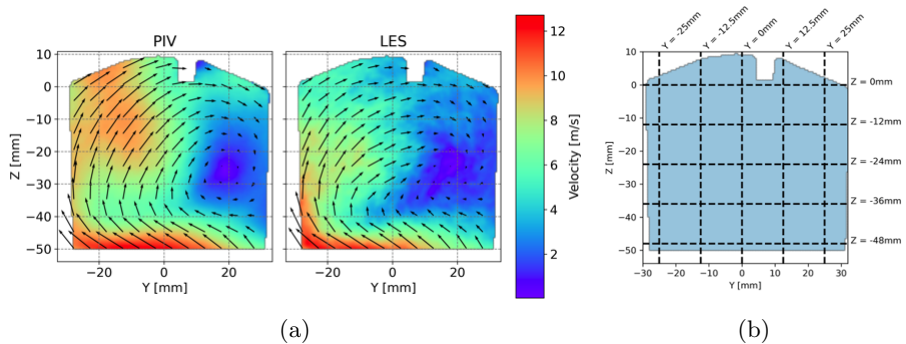 PIV
LES
10
0
−10
−20
−30
−40
−50
Z [mm]
−20
0
20
Y [mm]
−20
0
20
Y [mm]
12
10
8
6
4
2
Velocity [m/s]
(a)
Y = -25mm
Y = -12.5mm
Y = 0mm
Y = 12.5mm
Y = 25mm
10
0
−10
−20
−30
−40
−50
Z [mm]
Z = 0mm
Z = -12mm
Z = -24mm
Z = -36mm
Z = -48mm
−30
−20
−10
0
10
20
30
Y [mm]
(b)